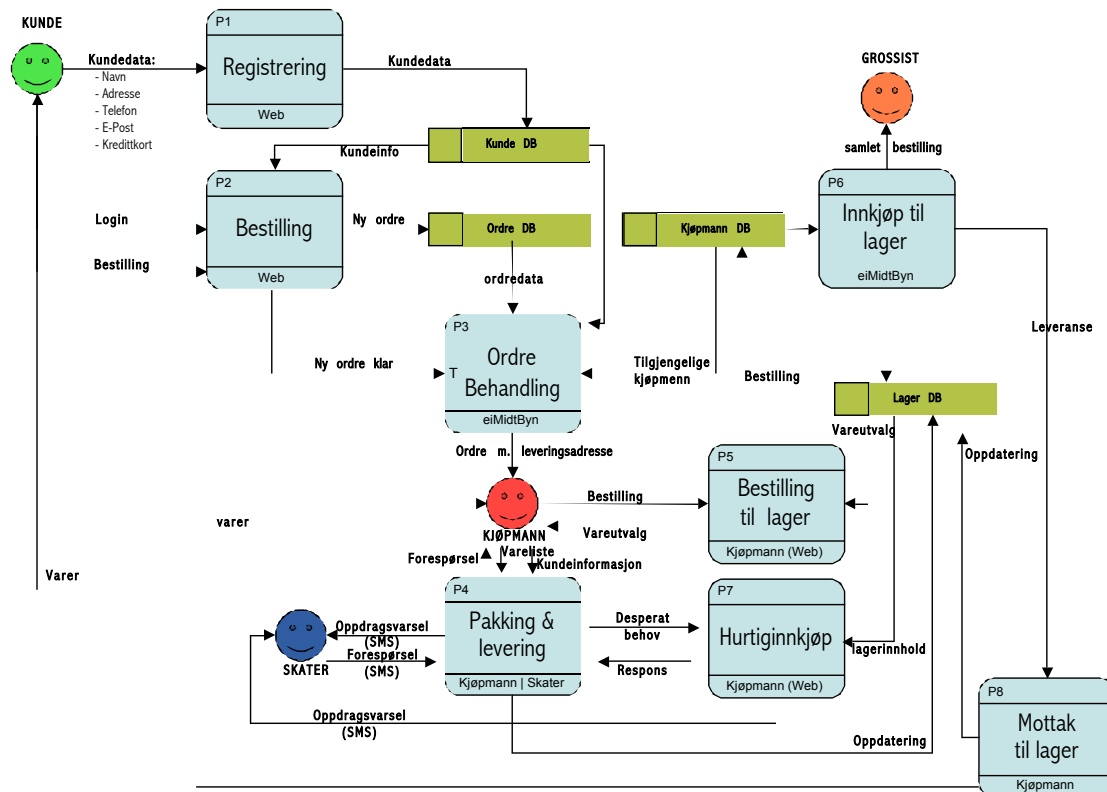 KUNDE
P1
Registrering
Web
Kundedata:
- Navn
- Adresse
- Telefon
- E-Post
- Kredittkort
Kundedata
GROSSIST
samlet bestilling
Kunde DB
Kundeinfo
P2
Bestilling
Web
Login
Bestilling
Ny ordre
Ordre DB
Kjøpmann DB
P6
Innkjøp til
lager
eiMidtByn
ordredata
Leveranse
P3
T
Ordre
Behandling
eiMidtByn
Ny ordre klar
Tilgjengelige
kjøpmenn
Bestilling
Lager DB
Vareutvalg
Oppdatering
Ordre m. leveringsadresse
P5
Bestilling
til lager
Kjøpmann (Web)
Bestilling
KJØPMANN
Vareutvalg
varer
Forespørsel
Vareliste
Kundeinformasjon
Varer
P4
Pakking &
levering
Kjøpmann | Skater
Desperat
behov
Respons
P7
Hurtiginnkjøp
Kjøpmann (Web)
lagerinnhold
Oppdragsvarsel
(SMS)
Forespørsel
(SMS)
SKATER
Oppdragsvarsel
(SMS)
Oppdatering
P8
Mottak
til lager
Kjøpmann